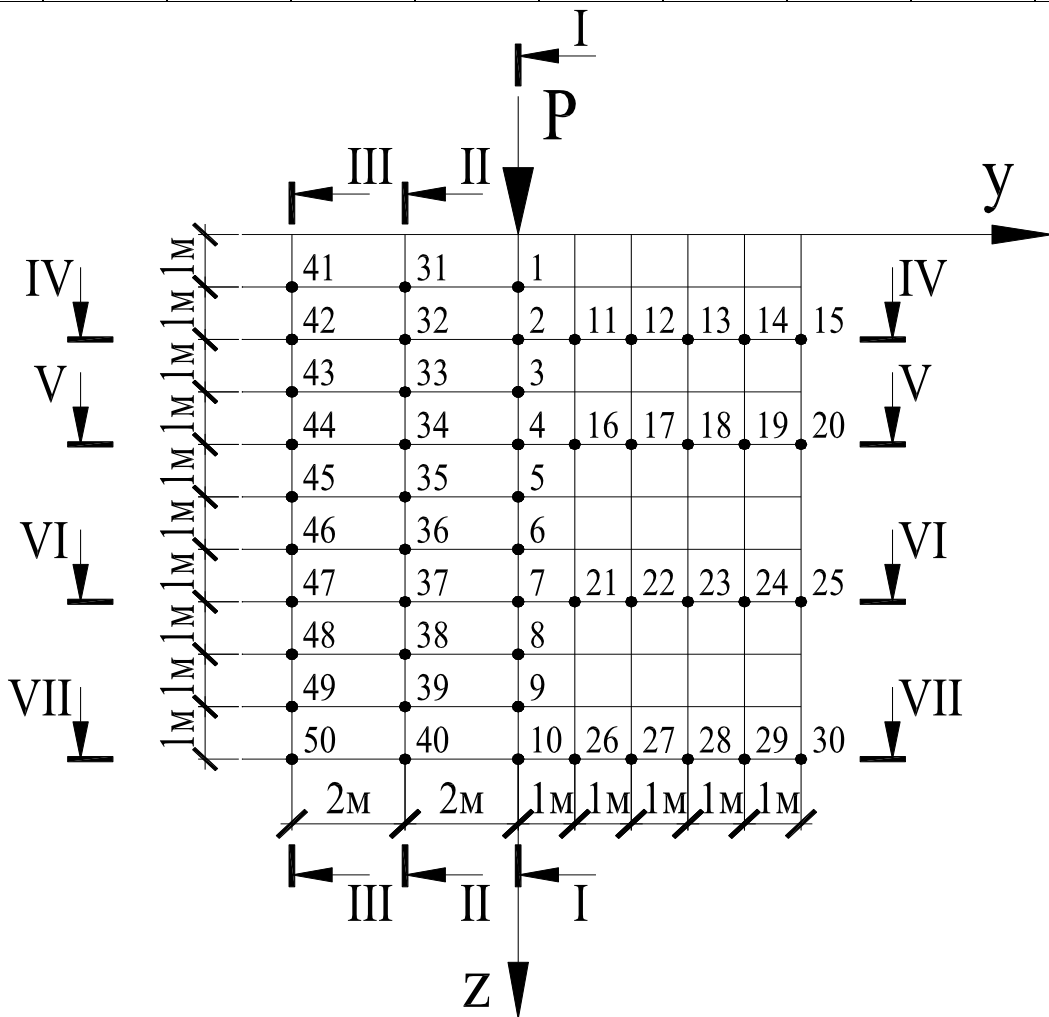 I
P
III II
y
1м
41 31 1
IV IV
1м
42 32 2 11 12 13 14 15
1м
43 33 3
V V
1м
44 34 4 16 17 18 19 20
1м
45 35 5
1м
46 36 6
VI VI
1м
47 37 7 21 22 23 24 25
1м
48 38 8
1м
49 39 9
VII VII
1м
50 40 10 26 27 28 29 30
2м 2м 1м 1м 1м 1м 1м
III II I
z